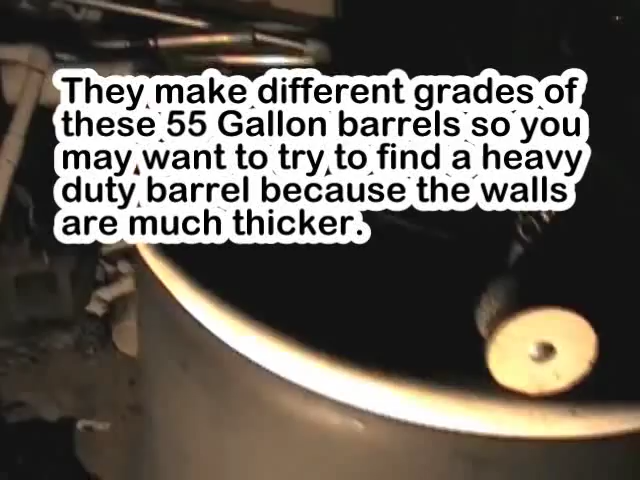 They make different grades of
these 55 Gallon barrels so you
may want to try to find a heavy
duty barrel because the walls
are much thicker.